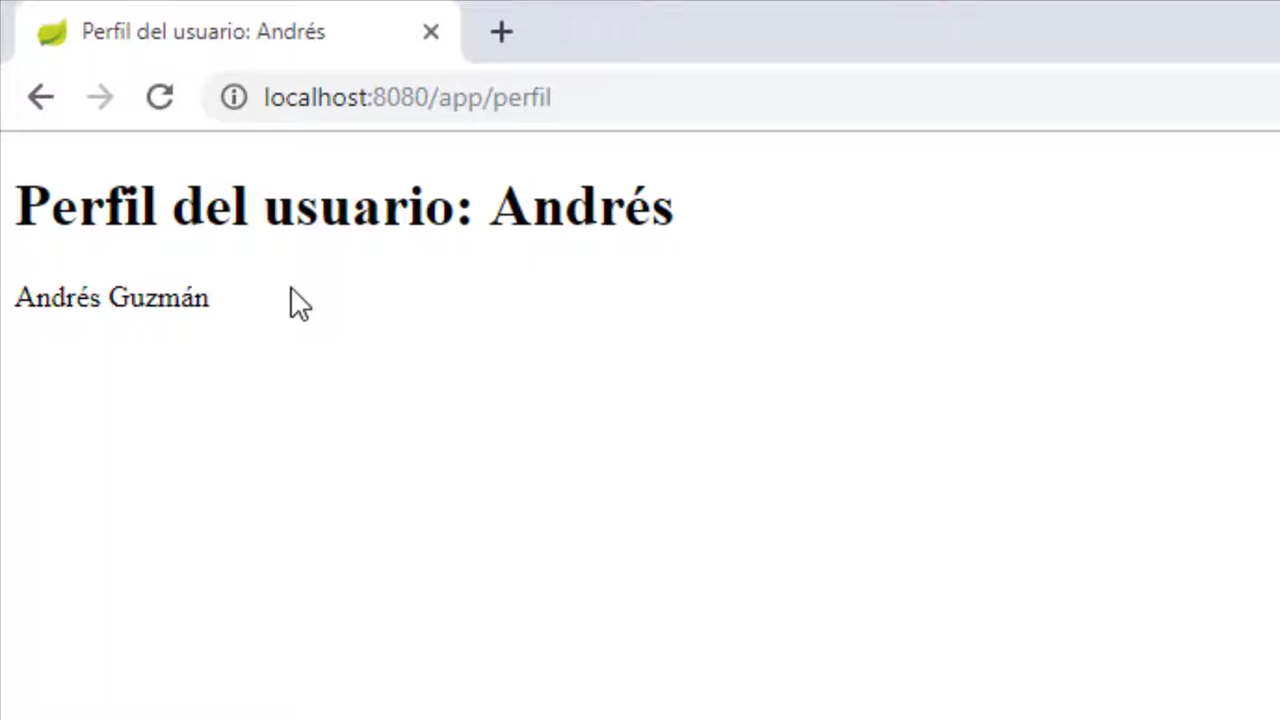 Perfil del usuario: Andrés
localhost:8080/app/perfil
Perfil del usuario: Andrés
Andrés Guzmán